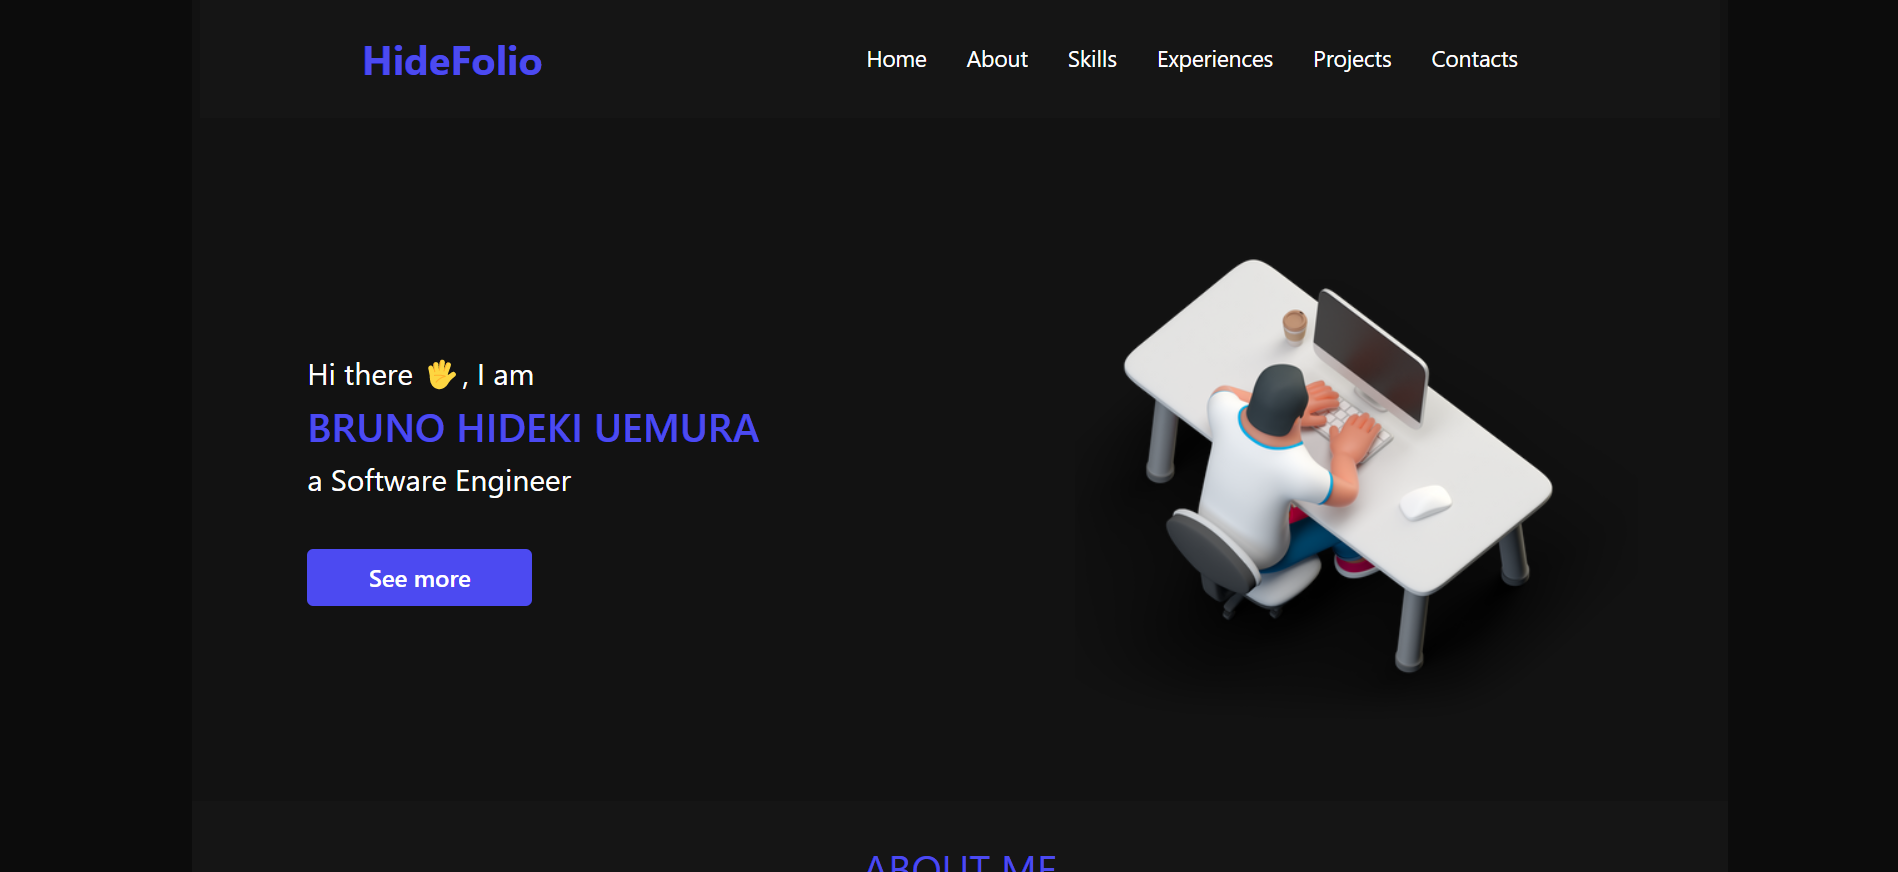 HideFolio
Home About Skills Experiences Projects Contacts
Hi there 🖐, I am
BRUNO HIDEKI UEMURA
a Software Engineer
See more
ABOUT ME